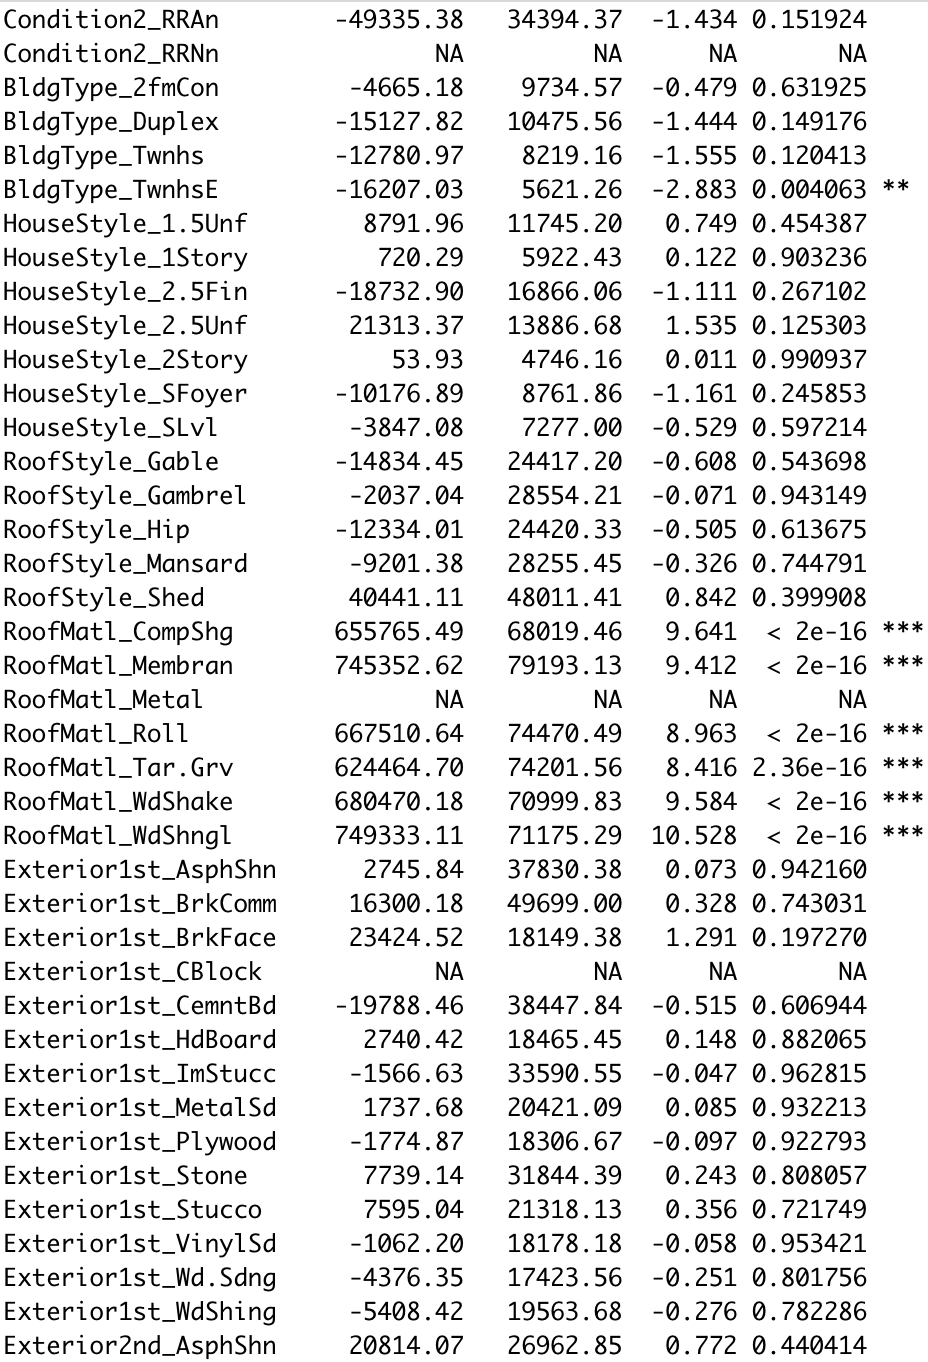 Condition2_RRAn -49335.38 34394.37 -1.434 0.151924
Condition2_RRNn NA NA NA NA
BldgType_2fmCon -4665.18 9734.57 -0.479 0.631925
BldgType_Duplex -15127.82 10475.56 -1.444 0.149176
BldgType_Twnhs -12780.97 8219.16 -1.555 0.120413
BldgType_TwnhsE -16207.03 5621.26 -2.883 0.004063 **
HouseStyle_1.5Unf 8791.96 11745.20 0.749 0.454387
HouseStyle_1Story 720.29 5922.43 0.122 0.903236
HouseStyle_2.5Fin -18732.90 16866.06 -1.111 0.267102
HouseStyle_2.5Unf 21313.37 13886.68 1.535 0.125303
HouseStyle_2Story 53.93 4746.16 0.011 0.990937
HouseStyle_SFoyer -10176.89 8761.86 -1.161 0.245853
HouseStyle_SLvl -3847.08 7277.00 -0.529 0.597214
RoofStyle_Gable -14834.45 24417.20 -0.608 0.543698
RoofStyle_Gambrel -2037.04 28554.21 -0.071 0.943149
RoofStyle_Hip -12334.01 24420.33 -0.505 0.613675
RoofStyle_Mansard -9201.38 28255.45 -0.326 0.744791
RoofStyle_Shed 40441.11 48011.41 0.842 0.399908
RoofMatl_CompShg 655765.49 68019.46 9.641 < 2e-16 ***
RoofMatl_Membran 745352.62 79193.13 9.412 < 2e-16 ***
RoofMatl_Metal NA NA NA NA
RoofMatl_Roll 667510.64 74470.49 8.963 < 2e-16 ***
RoofMatl_Tar.Grv 624464.70 74201.56 8.416 2.36e-16 ***
RoofMatl_WdShake 680470.18 70999.83 9.584 < 2e-16 ***
RoofMatl_WdShngl 749333.11 71175.29 10.528 < 2e-16 ***
Exterior1st_AsphShn 2745.84 37830.38 0.073 0.942160
Exterior1st_BrkComm 16300.18 49699.00 0.328 0.743031
Exterior1st_BrkFace 23424.52 18149.38 1.291 0.197270
Exterior1st_CBlock NA NA NA NA
Exterior1st_CemntBd -19788.46 38447.84 -0.515 0.606944
Exterior1st_HdBoard 2740.42 18465.45 0.148 0.882065
Exterior1st_ImStucc -1566.63 33590.55 -0.047 0.962815
Exterior1st_MetalSd 1737.68 20421.09 0.085 0.932213
Exterior1st_Plywood -1774.87 18306.67 -0.097 0.922793
Exterior1st_Stone 7739.14 31844.39 0.243 0.808057
Exterior1st_Stucco 7595.04 21318.13 0.356 0.721749
Exterior1st_VinylSd -1062.20 18178.18 -0.058 0.953421
Exterior1st_Wd.Sdng -4376.35 17423.56 -0.251 0.801756
Exterior1st_WdShing -5408.42 19563.68 -0.276 0.782286
Exterior2nd_AsphShn 20814.07 26962.85 0.772 0.440414